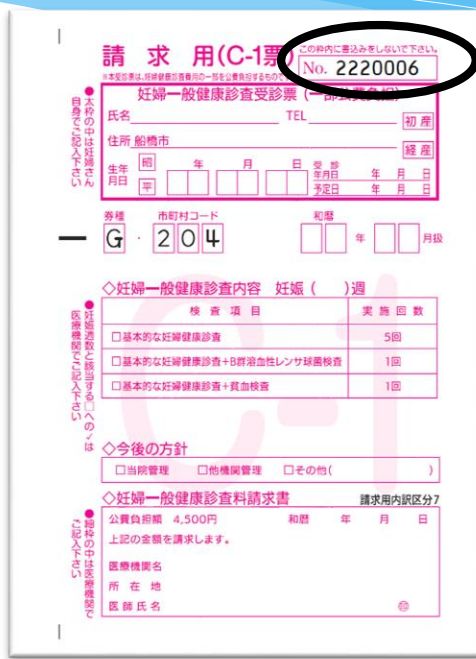 請 求 用(C-1票)
この枠内に書込みをしないで下さい。
No. 2220006
※本受診票は、妊婦健康診査費用の一部を公費負担するもので
妊婦一般健康診査受診票(一部公費負担)
●太枠の中は妊婦さん
自身でご記入下さい
氏名 TEL 初産
住所 船橋市 経産
生年月日 昭 平 年 月 日 受診年月日 年 月 日
予定日 年 月 日
券種 市町村コード 和暦
G・204 年 月扱
◇妊婦一般健康診査内容 妊娠( )週
●妊娠週数と該当する□への✓は
医療機関でご記入下さい
検 査 項 目 実 施 回 数
□基本的な妊婦健康診査 5回
□基本的な妊婦健康診査+B群溶血性レンサ球菌検査 1回
□基本的な妊婦健康診査+貧血検査 1回
C-1
◇今後の方針
□当院管理 □他機関管理 □その他( )
◇妊婦一般健康診査料請求書 請求用内訳区分7
●細枠の中は医療機関で
ご記入下さい
公費負担額 4,500円 和暦 年 月 日
上記の金額を請求します。
医療機関名
所 在 地
医 師 氏 名 ㊞